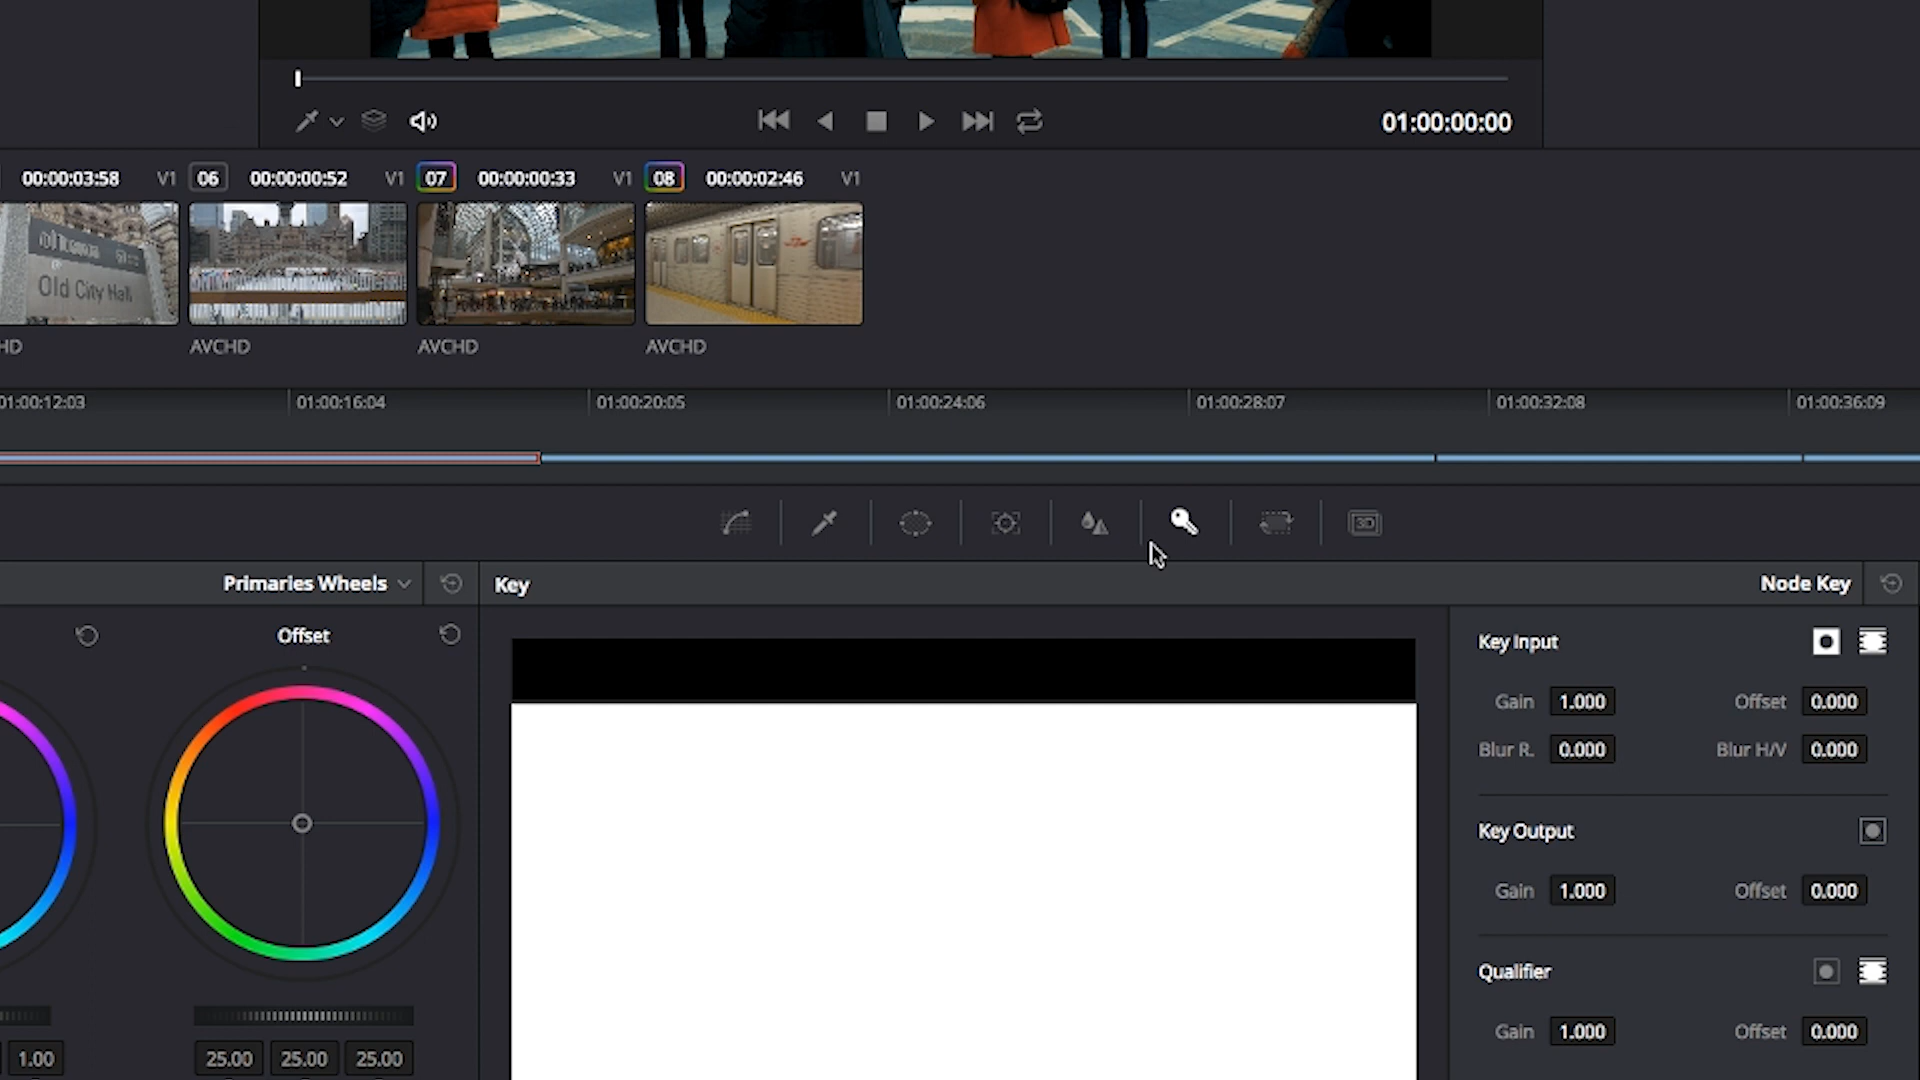 01:00:00:00
00:00:03:58 V1 06 00:00:00:52 V1 07 00:00:00:33 V1 08 00:00:02:46 V1
Old City Hall
HD AVCHD AVCHD AVCHD
01:00:12:03 01:00:16:04 01:00:20:05 01:00:24:06 01:00:28:07 01:00:32:08 01:00:36:09
3D
Primaries Wheels Key Node Key
Offset
Key Input
Gain 1.000 Offset 0.000
Blur R. 0.000 Blur H/V 0.000
Key Output
Gain 1.000 Offset 0.000
Qualifier
Gain 1.000 Offset 0.000
1.00 25.00 25.00 25.00